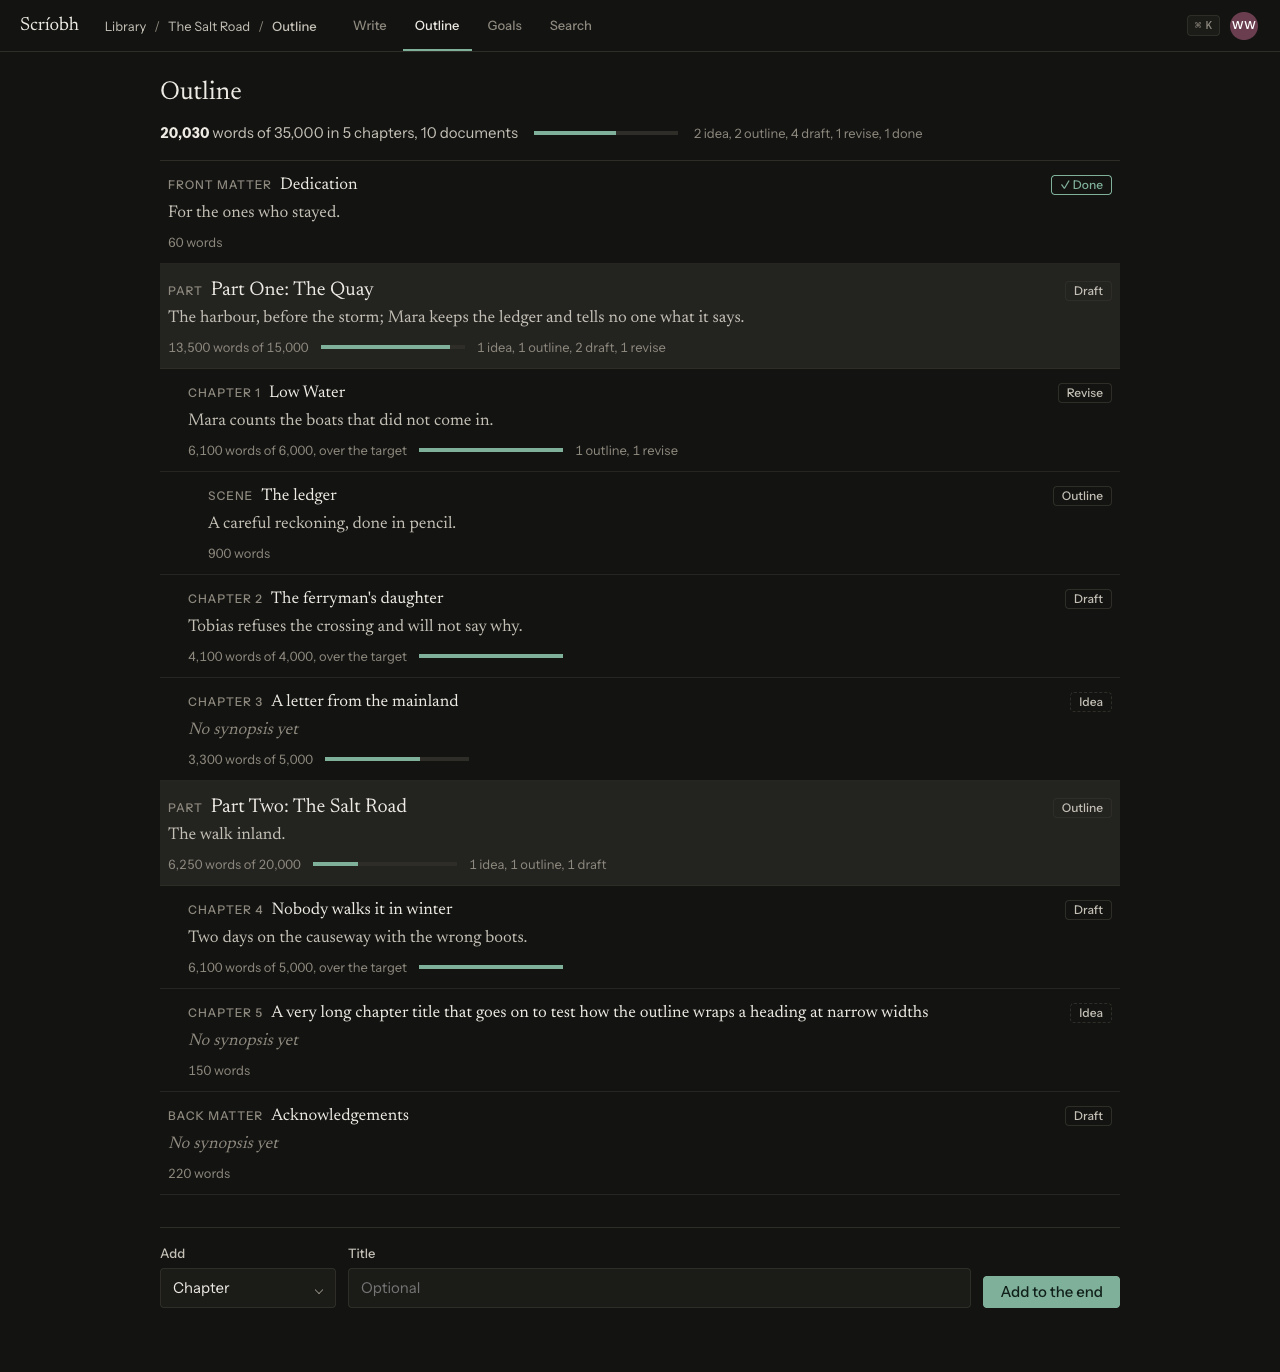 Scríobh
Library / The Salt Road / Outline
Write
Outline
Goals
Search
⌘ K
WW
Outline
20,030 words of 35,000 in 5 chapters, 10 documents
2 idea, 2 outline, 4 draft, 1 revise, 1 done
FRONT MATTER Dedication
✓ Done
For the ones who stayed.
60 words
PART Part One: The Quay
Draft
The harbour, before the storm; Mara keeps the ledger and tells no one what it says.
13,500 words of 15,000
1 idea, 1 outline, 2 draft, 1 revise
CHAPTER 1 Low Water
Revise
Mara counts the boats that did not come in.
6,100 words of 6,000, over the target
1 outline, 1 revise
SCENE The ledger
Outline
A careful reckoning, done in pencil.
900 words
CHAPTER 2 The ferryman's daughter
Draft
Tobias refuses the crossing and will not say why.
4,100 words of 4,000, over the target
CHAPTER 3 A letter from the mainland
Idea
No synopsis yet
3,300 words of 5,000
PART Part Two: The Salt Road
Outline
The walk inland.
6,250 words of 20,000
1 idea, 1 outline, 1 draft
CHAPTER 4 Nobody walks it in winter
Draft
Two days on the causeway with the wrong boots.
6,100 words of 5,000, over the target
CHAPTER 5 A very long chapter title that goes on to test how the outline wraps a heading at narrow widths
Idea
No synopsis yet
150 words
BACK MATTER Acknowledgements
Draft
No synopsis yet
220 words
Add
Title
Chapter
Optional
Add to the end